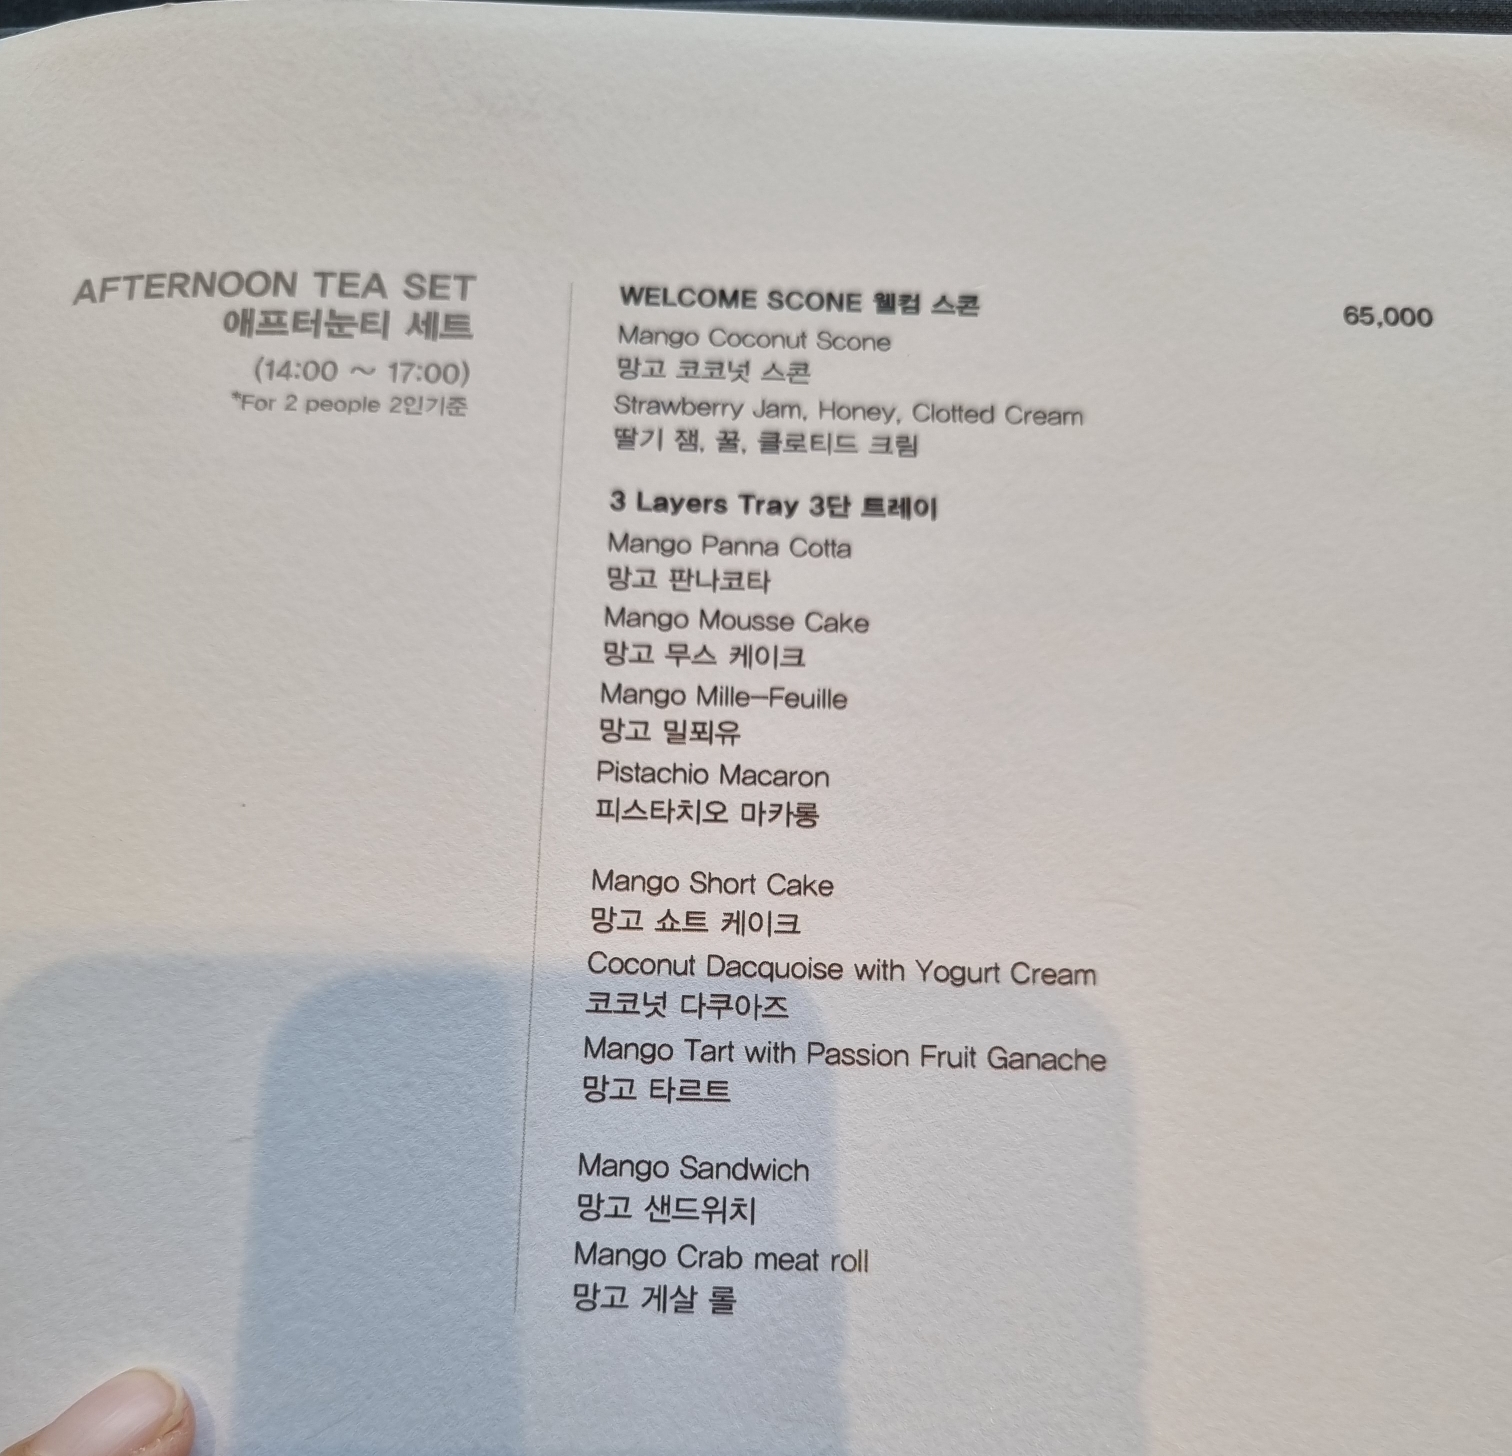 AFTERNOON TEA SET
애프터눈티 세트
(14:00 ~ 17:00)
*For 2 people 2인기준
WELCOME SCONE 웰컴 스콘
65,000
Mango Coconut Scone
망고 코코넛 스콘
Strawberry Jam, Honey, Clotted Cream
딸기 잼, 꿀, 클로티드 크림
3 Layers Tray 3단 트레이
Mango Panna Cotta
망고 판나코타
Mango Mousse Cake
망고 무스 케이크
Mango Mille-Feuille
망고 밀푀유
Pistachio Macaron
피스타치오 마카롱
Mango Short Cake
망고 쇼트 케이크
Coconut Dacquoise with Yogurt Cream
코코넛 다쿠아즈
Mango Tart with Passion Fruit Ganache
망고 타르트
Mango Sandwich
망고 샌드위치
Mango Crab meat roll
망고 게살 롤